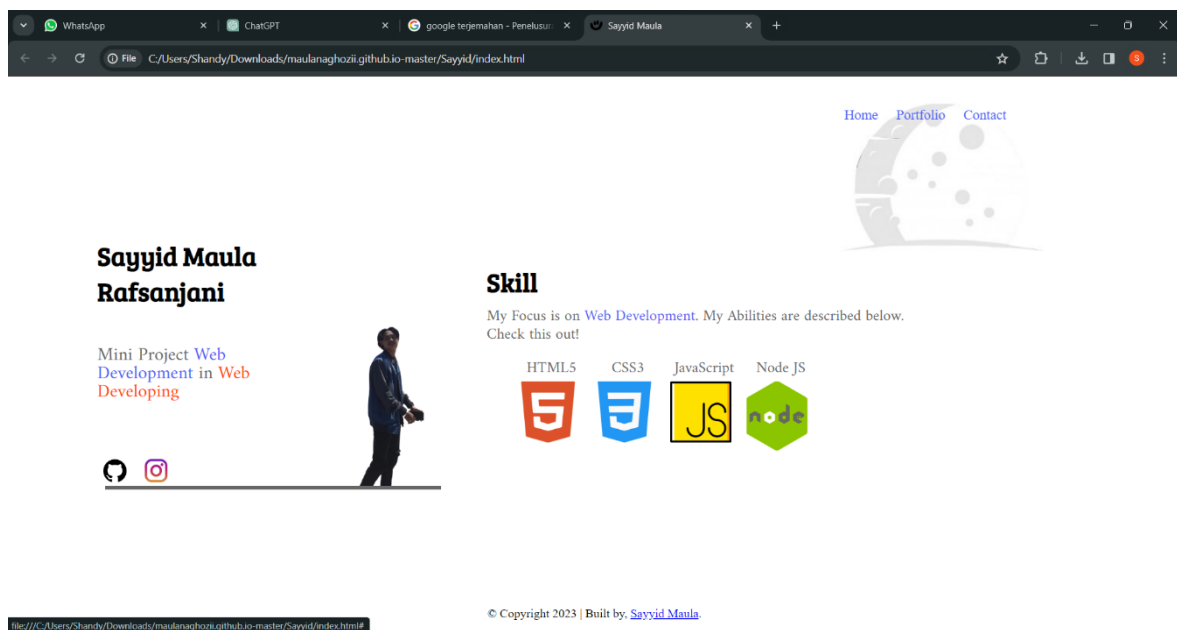 WhatsApp
ChatGPT
google terjemahan - Penelusur
Sayyid Maula
File C:/Users/Shandy/Downloads/maulanaghozii.github.io-master/Sayyid/index.html
S
Home Portfolio Contact
Sayyid Maula
Rafsanjani
Mini Project Web
Development in Web
Developing
Skill
My Focus is on Web Development. My Abilities are described below.
Check this out!
HTML5 CSS3 JavaScript Node JS
5 JS node
© Copyright 2023 | Built by, Sayyid Maula.
file:///C:/Users/Shandy/Downloads/maulanaghozii.github.io-master/Sayyid/index.html#